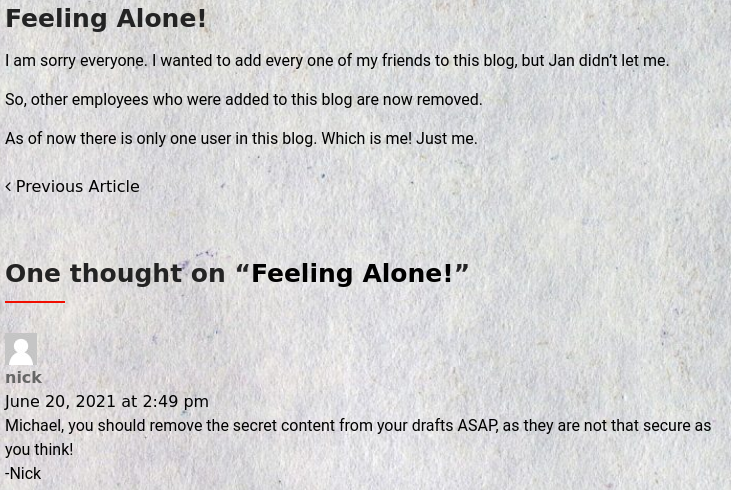 Feeling Alone!
I am sorry everyone. I wanted to add every one of my friends to this blog, but Jan didn’t let me.
So, other employees who were added to this blog are now removed.
As of now there is only one user in this blog. Which is me! Just me.
‹ Previous Article
One thought on “Feeling Alone!”
nick
June 20, 2021 at 2:49 pm
Michael, you should remove the secret content from your drafts ASAP, as they are not that secure as
you think!
-Nick